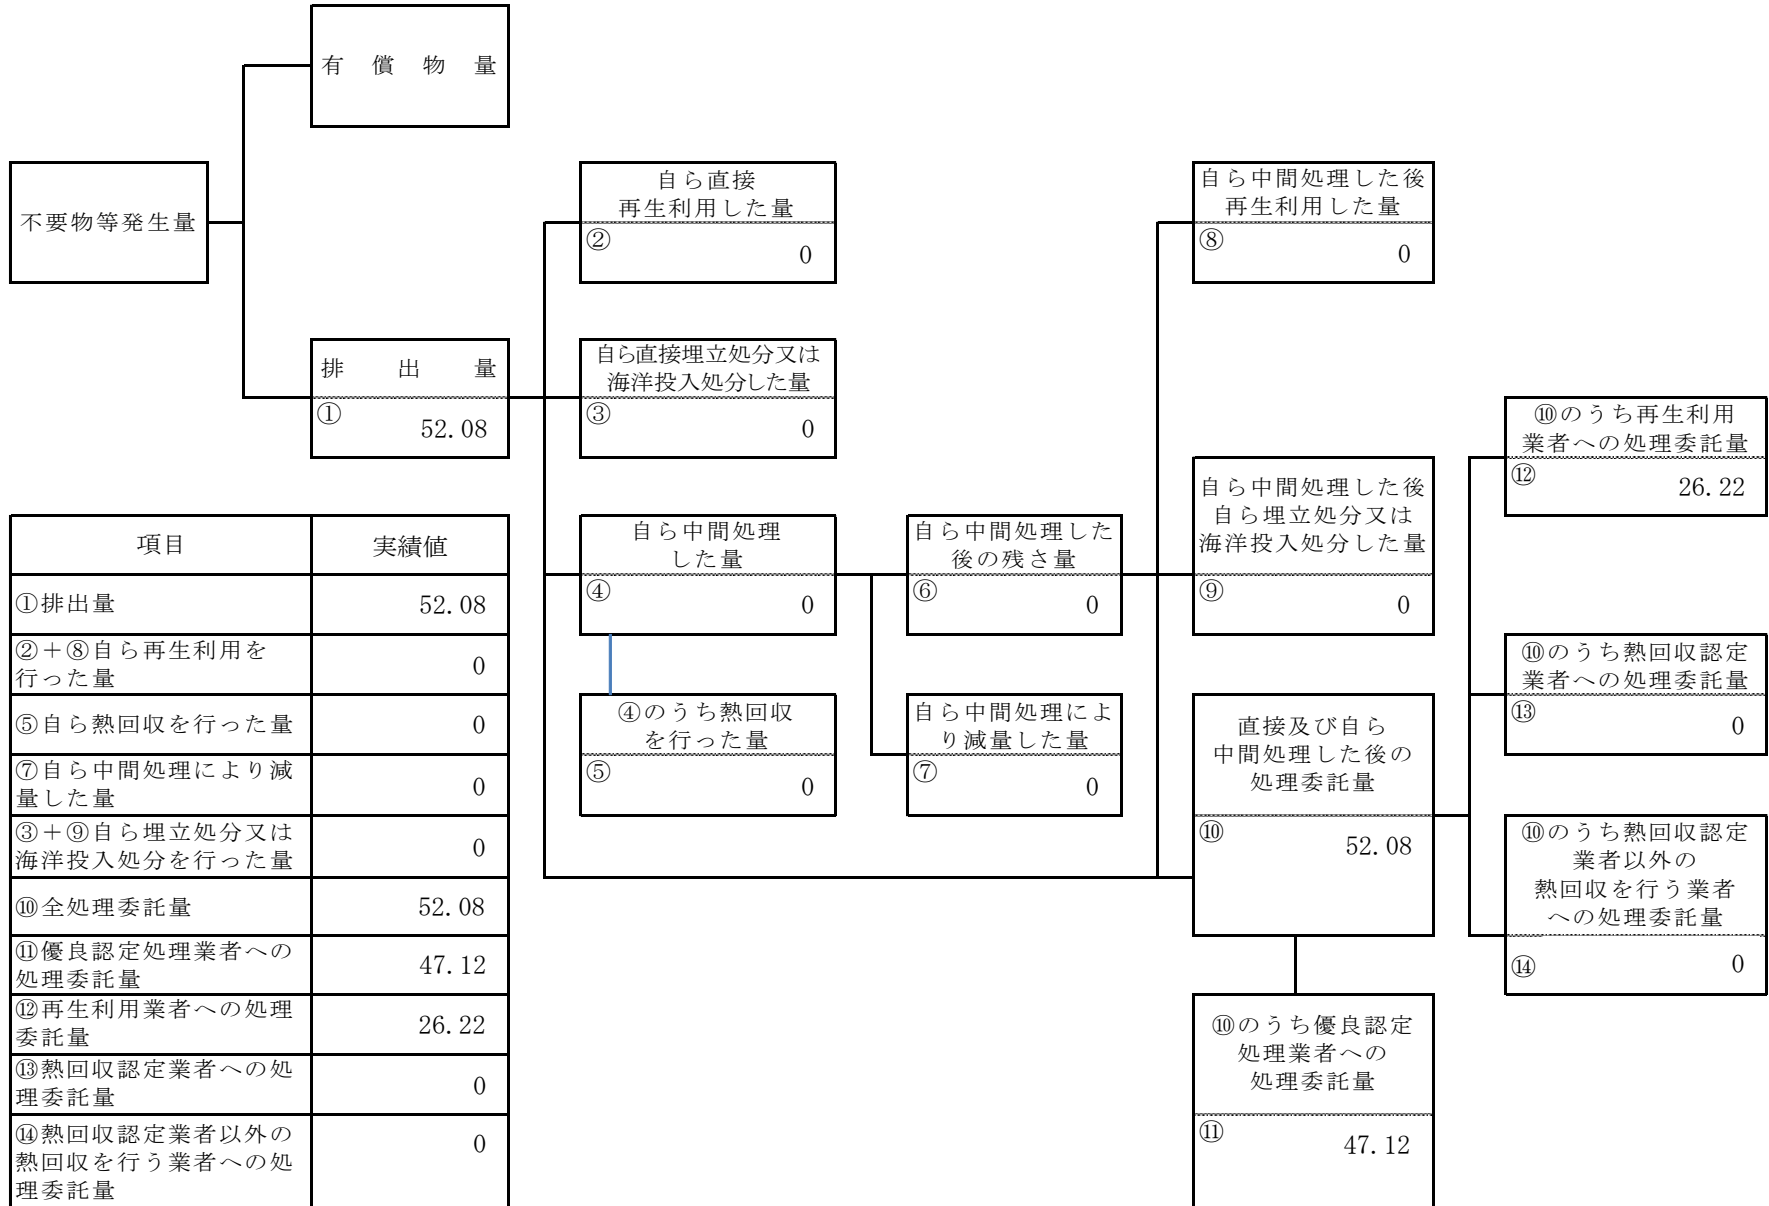 有償物量
不要物等発生量
排出量
① 52.08
自ら直接
再生利用した量
② 0
自ら直接埋立処分又は
海洋投入処分した量
③ 0
自ら中間処理
した量
④ 0
④のうち熱回収
を行った量
⑤ 0
自ら中間処理した
後の残さ量
⑥ 0
自ら中間処理によ
り減量した量
⑦ 0
自ら中間処理した後
再生利用した量
⑧ 0
自ら中間処理した後
自ら埋立処分又は
海洋投入処分した量
⑨ 0
直接及び自ら
中間処理した後の
処理委託量
⑩ 52.08
⑩のうち優良認定
処理業者への
処理委託量
⑪ 47.12
⑩のうち再生利用
業者への処理委託量
⑫ 26.22
⑩のうち熱回収認定
業者への処理委託量
⑬ 0
⑩のうち熱回収認定
業者以外の
熱回収を行う業者
への処理委託量
⑭ 0
項目 実績値
①排出量 52.08
②＋⑧自ら再生利用を
行った量 0
⑤自ら熱回収を行った量 0
⑦自ら中間処理により減
量した量 0
③＋⑨自ら埋立処分又は
海洋投入処分を行った量 0
⑩全処理委託量 52.08
⑪優良認定処理業者への
処理委託量 47.12
⑫再生利用業者への処理
委託量 26.22
⑬熱回収認定業者への処
理委託量 0
⑭熱回収認定業者以外の
熱回収を行う業者への処
理委託量 0